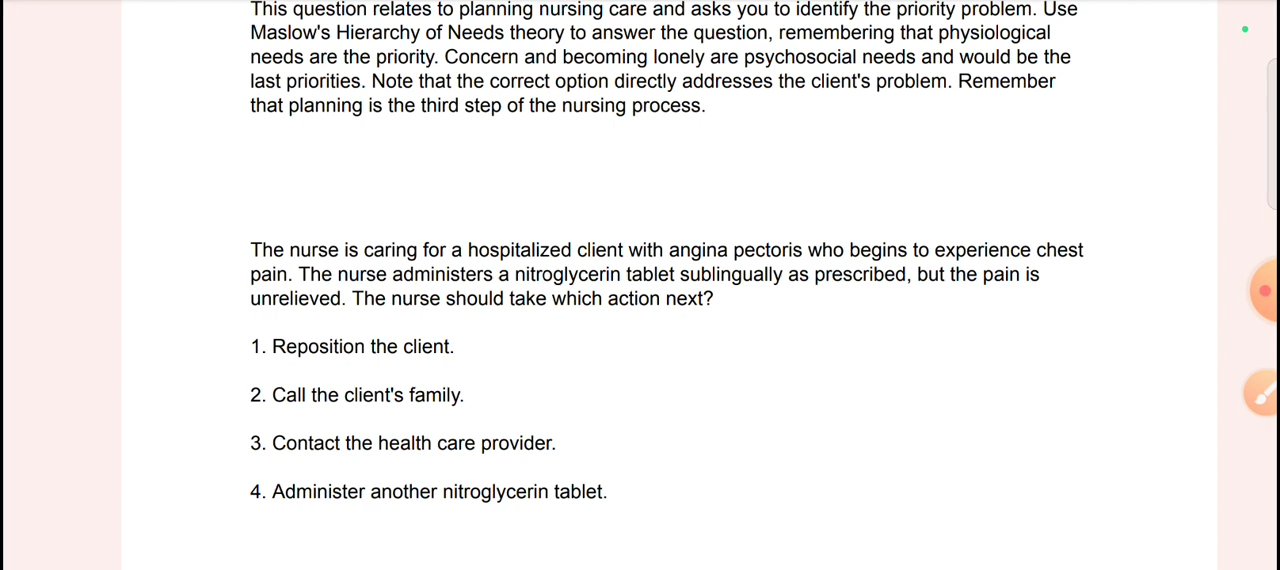 This question relates to planning nursing care and asks you to identify the priority problem. Use
Maslow's Hierarchy of Needs theory to answer the question, remembering that physiological
needs are the priority. Concern and becoming lonely are psychosocial needs and would be the
last priorities. Note that the correct option directly addresses the client's problem. Remember
that planning is the third step of the nursing process.
The nurse is caring for a hospitalized client with angina pectoris who begins to experience chest
pain. The nurse administers a nitroglycerin tablet sublingually as prescribed, but the pain is
unrelieved. The nurse should take which action next?
1. Reposition the client.
2. Call the client's family.
3. Contact the health care provider.
4. Administer another nitroglycerin tablet.